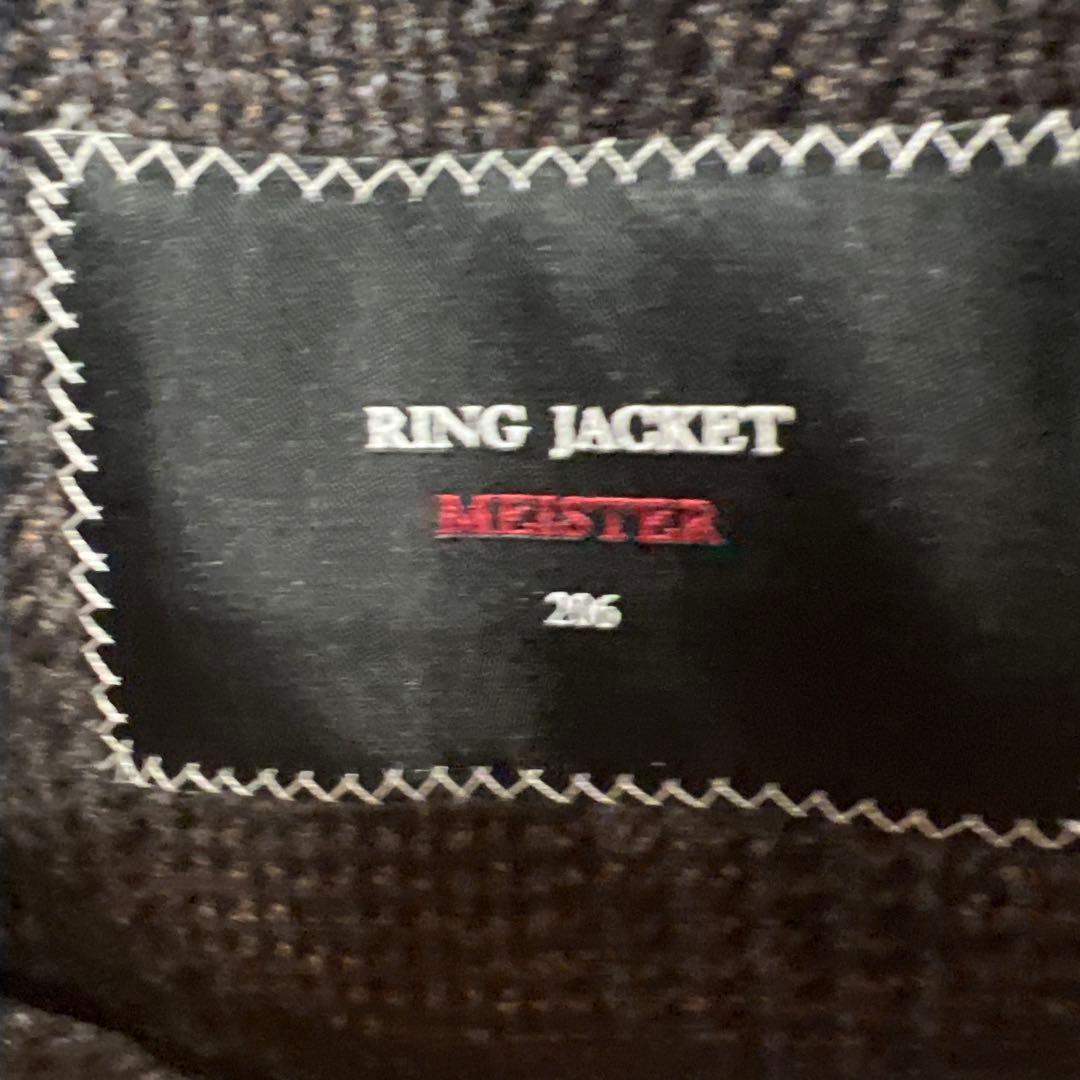 RING JACKET
MEISTER
206